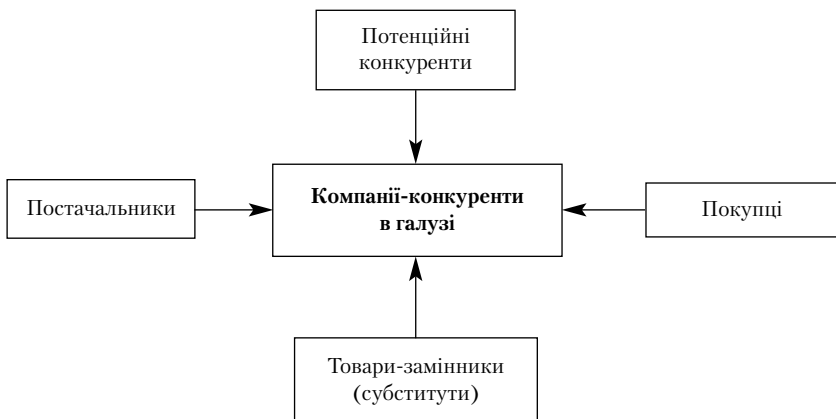 Потенційні
конкуренти
Постачальники
Компанії-конкуренти
в галузі
Покупці
Товари-замінники
(субститути)